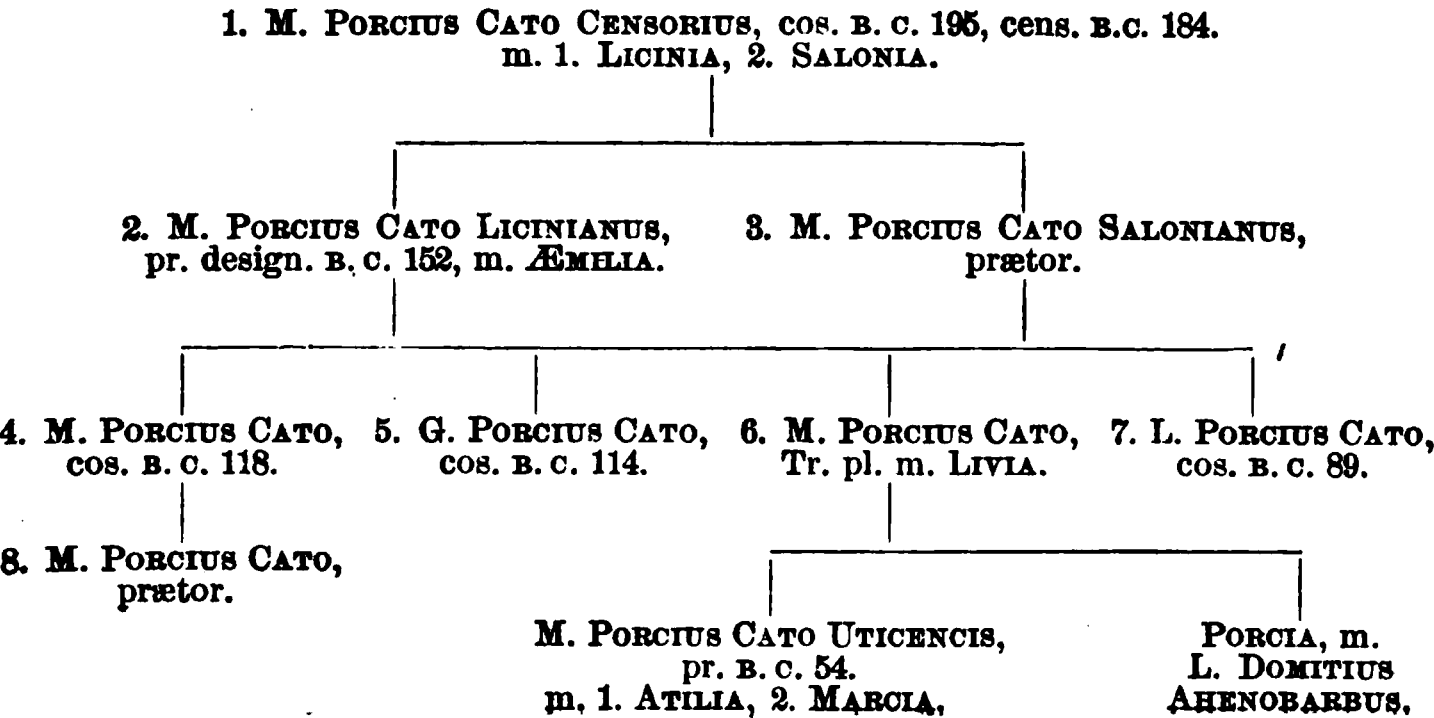 1. M. PORCIUS CATO CENSORIUS, cos. B. C. 195, cens. B.C. 184.
m. 1. LICINIA, 2. SALONIA.
2. M. PORCIUS CATO LICINIANUS,
pr. design. B. C. 152, m. ÆMILIA.
3. M. PORCIUS CATO SALONIANUS,
prætor.
4. M. PORCIUS CATO,
cos. B. C. 118.
5. G. PORCIUS CATO,
cos. B. C. 114.
6. M. PORCIUS CATO,
Tr. pl. m. LIVIA.
7. L. PORCIUS CATO,
cos. B. C. 89.
8. M. PORCIUS CATO,
prætor.
M. PORCIUS CATO UTICENCIS,
pr. B. C. 54.
m, 1. ATILIA, 2. MARCIA,
PORCIA, m.
L. DOMITIUS
AHENOBARBUS.